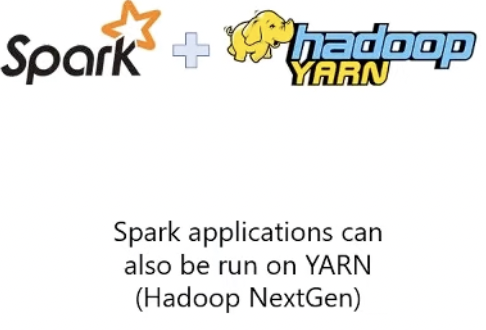 Spark + hadoop
YARN
Spark applications can
also be run on YARN
(Hadoop NextGen)